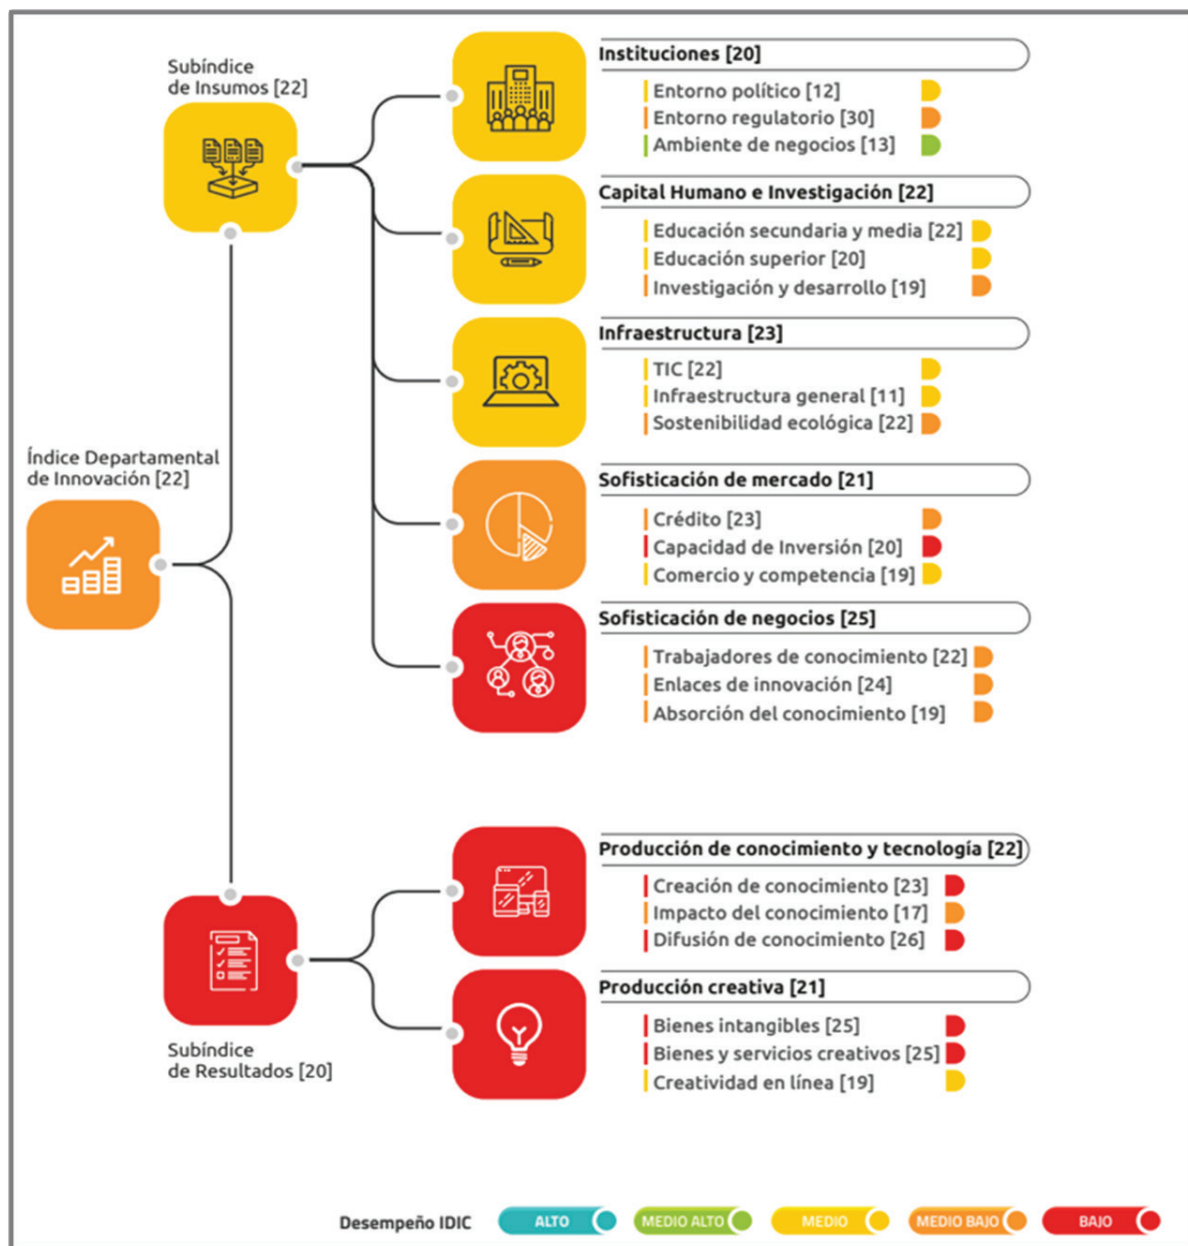 Subíndice
de Insumos [22]
Instituciones [20]
Entorno político [12]
Entorno regulatorio [30]
Ambiente de negocios [13]
Capital Humano e Investigación [22]
Educación secundaria y media [22]
Educación superior [20]
Investigación y desarrollo [19]
Infraestructura [23]
TIC [22]
Infraestructura general [11]
Sostenibilidad ecológica [22]
Índice Departamental
de Innovación [22]
Sofisticación de mercado [21]
Crédito [23]
Capacidad de Inversión [20]
Comercio y competencia [19]
Sofisticación de negocios [25]
Trabajadores de conocimiento [22]
Enlaces de innovación [24]
Absorción del conocimiento [19]
Producción de conocimiento y tecnología [22]
Creación de conocimiento [23]
Impacto del conocimiento [17]
Difusión de conocimiento [26]
Producción creativa [21]
Bienes intangibles [25]
Bienes y servicios creativos [25]
Creatividad en línea [19]
Subíndice
de Resultados [20]
Desempeño IDIC ALTO MEDIO ALTO MEDIO MEDIO BAJO BAJO